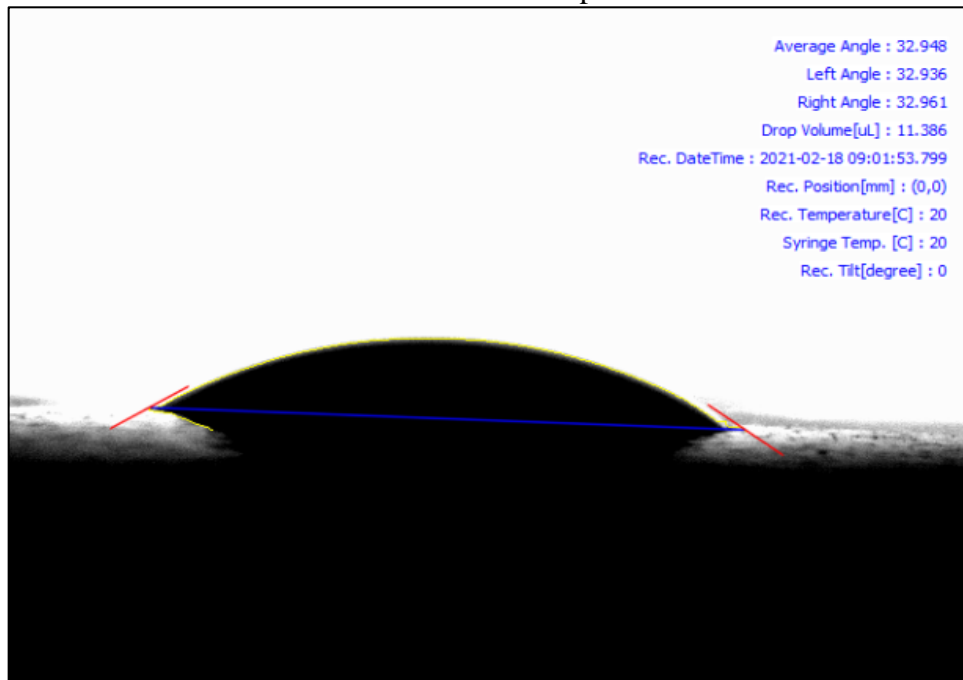 Average Angle : 32.948
Left Angle : 32.936
Right Angle : 32.961
Drop Volume[uL] : 11.386
Rec. DateTime : 2021-02-18 09:01:53.799
Rec. Position[mm] : (0,0)
Rec. Temperature[C] : 20
Syringe Temp. [C] : 20
Rec. Tilt[degree] : 0